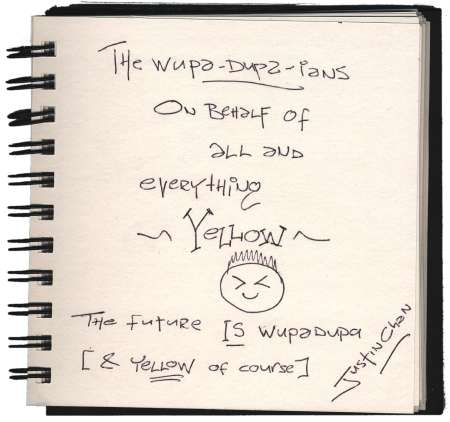 The Wupa-Dupa-ians
On Behalf of
all and
everything
~ Yellow ~
The future IS Wupadupa
[& Yellow of course]
Justin Chan